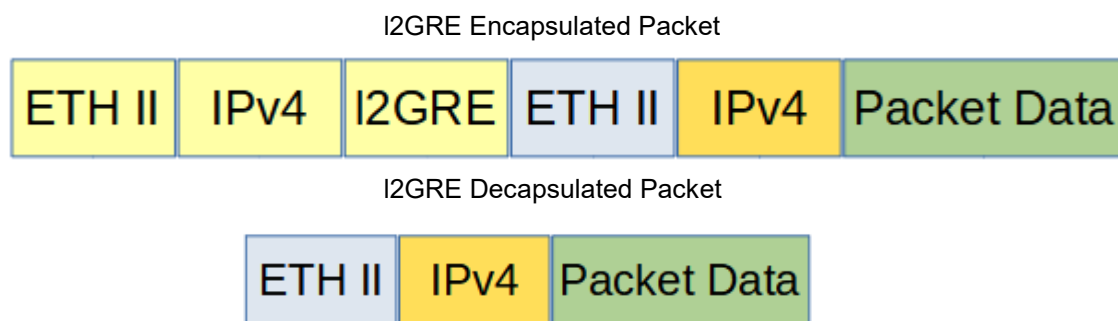 l2GRE Encapsulated Packet
ETH II IPv4 l2GRE ETH II IPv4 Packet Data
l2GRE Decapsulated Packet
ETH II IPv4 Packet Data